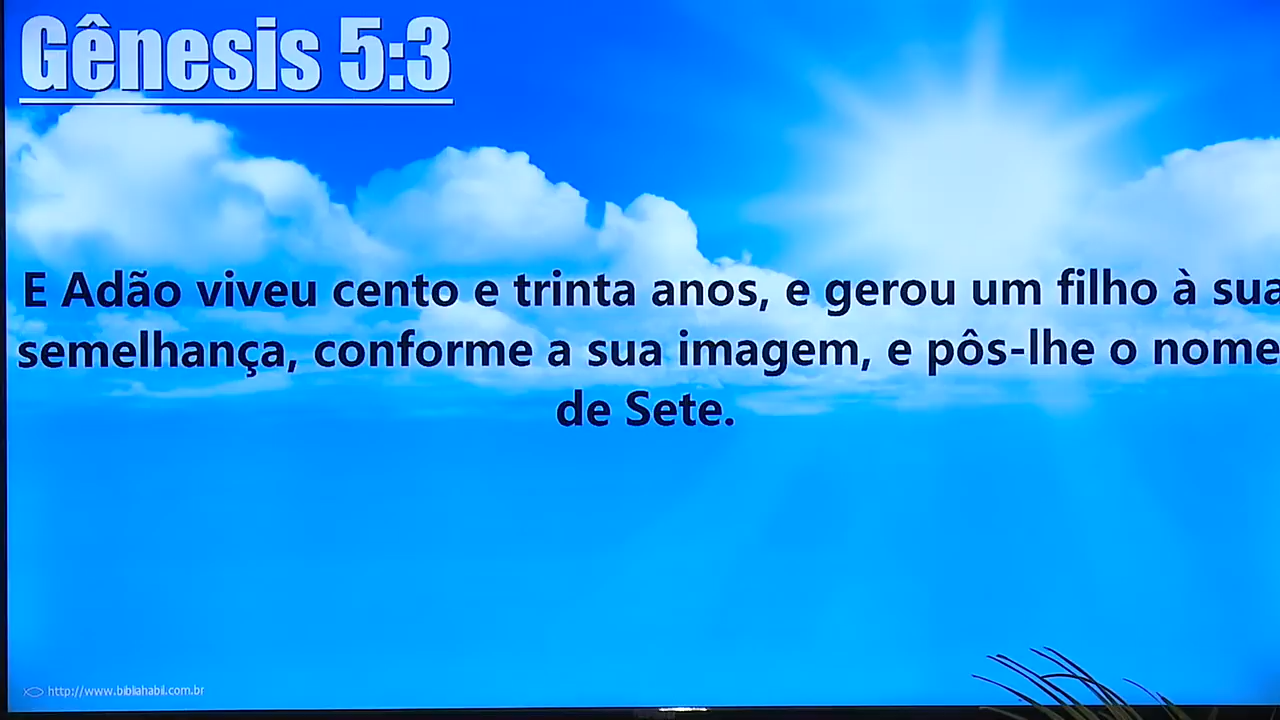 Gênesis 5:3
E Adão viveu cento e trinta anos, e gerou um filho à sua
semelhança, conforme a sua imagem, e pôs-lhe o nome
de Sete.
http://www.bibliahabil.com.br